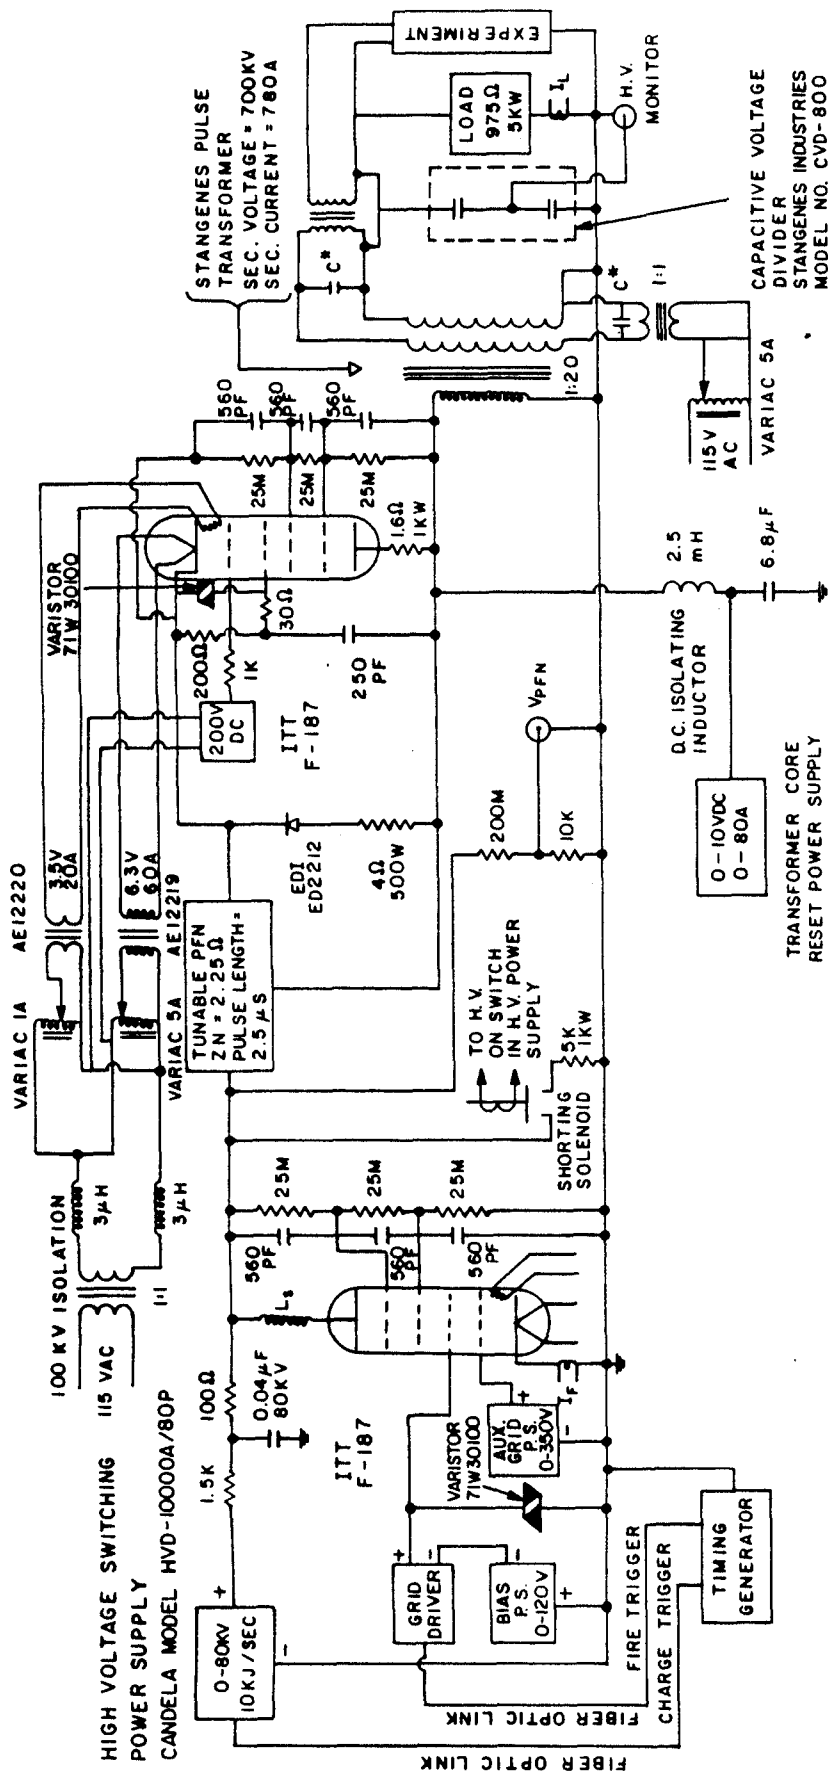 HIGH VOLTAGE SWITCHING
POWER SUPPLY
CANDELA MODEL HVD-10000A/80P
115 VAC
100 KV ISOLATION
1:1
3μH
3μH
VARIAC 1A
VARIAC 5A
AE12220
AE12219
3.5V
20A
6.3V
60A
VARISTOR
71W 30100
0-80KV
10KJ/SEC
+
-
1.5K
100Ω
0.04μF
80KV
Ls
ITT
F-187
560
PF
560
PF
560
PF
25M
25M
25M
GRID
DRIVER
+
-
BIAS
P.S.
0-120V
-
+
VARISTOR
71W30100
AUX.
GRID
P.S.
0-350V
+
-
IF
FIBER OPTIC LINK
FIBER OPTIC LINK
FIRE TRIGGER
CHARGE TRIGGER
TIMING
GENERATOR
SHORTING
SOLENOID
5K
1KW
TO H.V.
ON SWITCH
IN H.V. POWER
SUPPLY
TUNABLE PFN
ZN = 2.25Ω
PULSE LENGTH=
2.5 μS
EDI
ED2212
4Ω
500W
200M
10K
VPFN
200V
DC
200Ω
1K
30Ω
250
PF
ITT
F-187
1.6Ω
1KW
25M
25M
25M
560
PF
560
PF
560
PF
STANGENES PULSE
TRANSFORMER
SEC. VOLTAGE = 700KV
SEC. CURRENT = 780A
1:20
C*
C*
1:1
115V
AC
VARIAC 5A
LOAD
975Ω
5KW
IL
EXPERIMENT
H.V.
MONITOR
CAPACITIVE VOLTAGE
DIVIDER
STANGENES INDUSTRIES
MODEL NO. CVD-800
2.5
mH
6.8μF
D.C. ISOLATING
INDUCTOR
0-10VDC
0-80A
TRANSFORMER CORE
RESET POWER SUPPLY